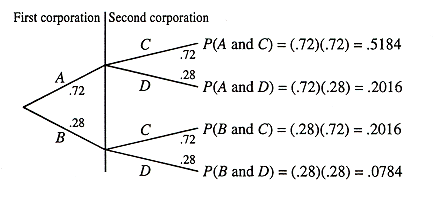 First corporation Second corporation
C
.72
P(A and C) = (.72)(.72) = .5184
A
.72
.28
D
P(A and D) = (.72)(.28) = .2016
.28
B
C
.72
P(B and C) = (.28)(.72) = .2016
.28
D
P(B and D) = (.28)(.28) = .0784